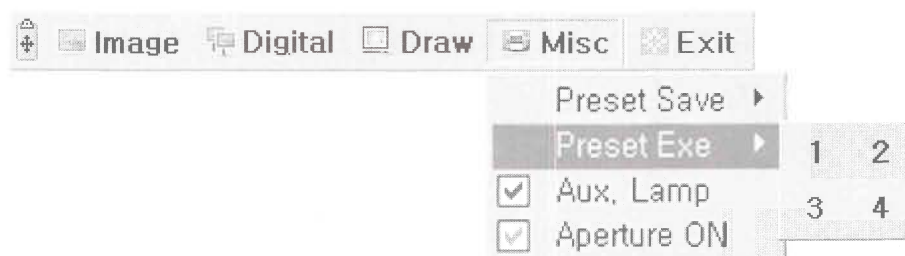 Image Digital Draw Misc Exit
Preset Save
Preset Exe
1 2
Aux, Lamp
3 4
Aperture ON